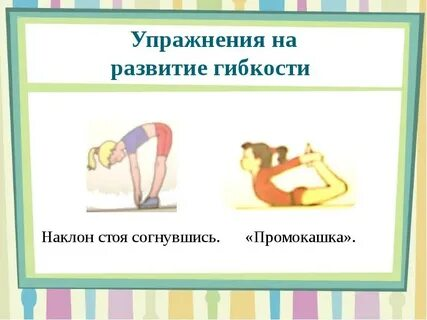 Упражнения на
развитие гибкости
Наклон стоя согнувшись.
«Промокашка».